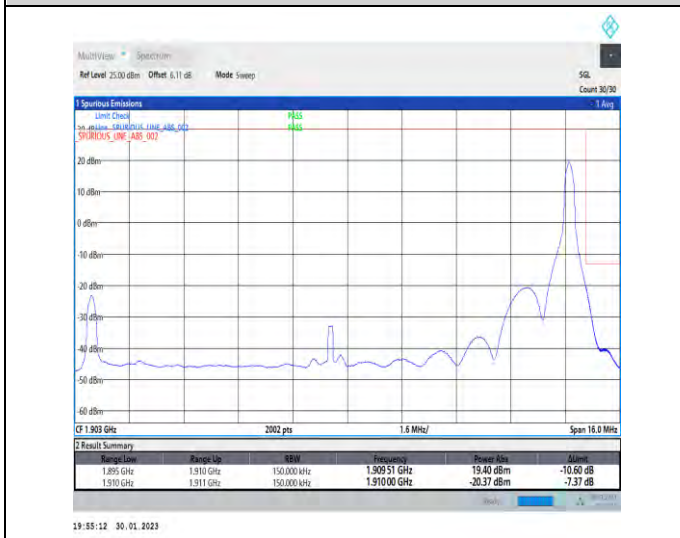 MultiView Spectrum
Ref Level 25.00 dBm Offset 6.11 dB Mode Sweep SGL
Count 30/30
1 Spurious Emissions 1 Avg
Limit Check PASS
Line SPURIOUS_LINE_ABS_002 PASS
SPURIOUS_LINE_ABS_002
20 dBm
10 dBm
0 dBm
-10 dBm
-20 dBm
-30 dBm
-40 dBm
-50 dBm
-60 dBm
CF 1.903 GHz 2002 pts 1.6 MHz/ Span 16.0 MHz
2 Result Summary
Range Low Range Up RBW Frequency Power Abs ΔLimit
1.895 GHz 1.910 GHz 150.000 kHz 1.90951 GHz 19.40 dBm -10.60 dB
1.910 GHz 1.911 GHz 150.000 kHz 1.91000 GHz -20.37 dBm -7.37 dB
19:55:12 30.01.2023